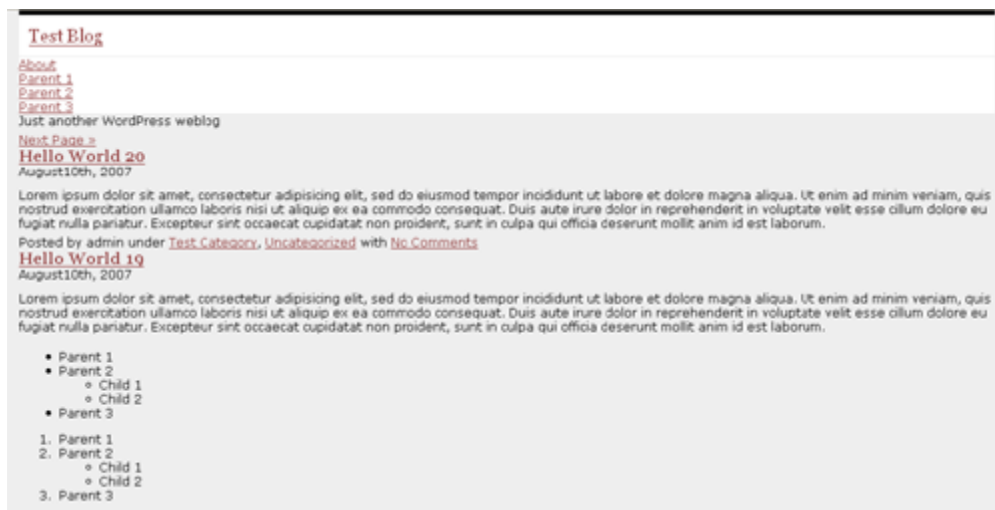 Test Blog
About
Parent 1
Parent 2
Parent 3
Just another WordPress weblog
Next Page »
Hello World 20
August10th, 2007
Lorem ipsum dolor sit amet, consectetur adipisicing elit, sed do eiusmod tempor incididunt ut labore et dolore magna aliqua. Ut enim ad minim veniam, quis
nostrud exercitation ullamco laboris nisi ut aliquip ex ea commodo consequat. Duis aute irure dolor in reprehenderit in voluptate velit esse cillum dolore eu
fugiat nulla pariatur. Excepteur sint occaecat cupidatat non proident, sunt in culpa qui officia deserunt mollit anim id est laborum.
Posted by admin under Test Category, Uncategorized with No Comments
Hello World 19
August10th, 2007
Lorem ipsum dolor sit amet, consectetur adipisicing elit, sed do eiusmod tempor incididunt ut labore et dolore magna aliqua. Ut enim ad minim veniam, quis
nostrud exercitation ullamco laboris nisi ut aliquip ex ea commodo consequat. Duis aute irure dolor in reprehenderit in voluptate velit esse cillum dolore eu
fugiat nulla pariatur. Excepteur sint occaecat cupidatat non proident, sunt in culpa qui officia deserunt mollit anim id est laborum.
• Parent 1
• Parent 2
◦ Child 1
◦ Child 2
• Parent 3
1. Parent 1
2. Parent 2
◦ Child 1
◦ Child 2
3. Parent 3